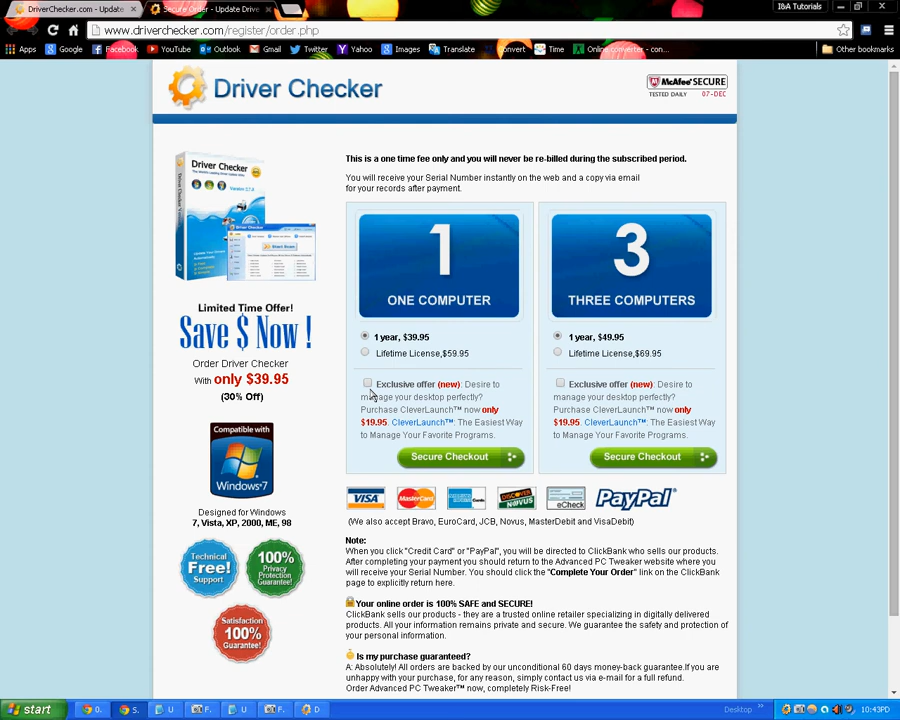 DriverChecker.com - Update
Secure Order - Update Drive
I&A Tutorials
www.driverchecker.com/register/order.php
Apps
Google
Facebook
YouTube
Outlook
Gmail
Twitter
Yahoo
Images
Translate
Convert
Time
Online converter - con...
Other bookmarks
Driver Checker
McAfee SECURE
TESTED DAILY 07-DEC
Driver Checker
This is a one time fee only and you will never be re-billed during the subscribed period.
You will receive your Serial Number instantly on the web and a copy via email
for your records after payment.
1
ONE COMPUTER
3
THREE COMPUTERS
1 year, $39.95
Lifetime License,$59.95
1 year, $49.95
Lifetime License,$69.95
Exclusive offer (new): Desire to
manage your desktop perfectly?
Purchase CleverLaunch™ now only
$19.95. CleverLaunch™: The Easiest Way
to Manage Your Favorite Programs.
Secure Checkout
Exclusive offer (new): Desire to
manage your desktop perfectly?
Purchase CleverLaunch™ now only
$19.95. CleverLaunch™: The Easiest Way
to Manage Your Favorite Programs.
Secure Checkout
Limited Time Offer!
Save $ Now !
Order Driver Checker
With only $39.95
(30% Off)
Compatible with
Windows 7
Designed for Windows
7, Vista, XP, 2000, ME, 98
Technical
Free!
Support
100%
Privacy
Protection
Guarantee!
Satisfaction
100%
Guarantee!
VISA
MasterCard
DISCOVER
NOVUS
eCheck
PayPal
(We also accept Bravo, EuroCard, JCB, Novus, MasterDebit and VisaDebit)
Note:
When you click "Credit Card" or "PayPal", you will be directed to ClickBank who sells our products.
After completing your payment you should return to the Advanced PC Tweaker website where you
will receive your Serial Number. You should click the "Complete Your Order" link on the ClickBank
page to explicitly return here.
Your online order is 100% SAFE and SECURE!
ClickBank sells our products - they are a trusted online retailer specializing in digitally delivered
products. All your information remains private and secure. We guarantee the safety and protection of
your personal information.
Is my purchase guaranteed?
A: Absolutely! All orders are backed by our unconditional 60 days money-back guarantee.If you are
unhappy with your purchase, for any reason, simply contact us via e-mail for a full refund.
Order Advanced PC Tweaker™ now, completely Risk-Free!
start
0.
S.
U
F.
U
F.
D
Desktop
10:43PD